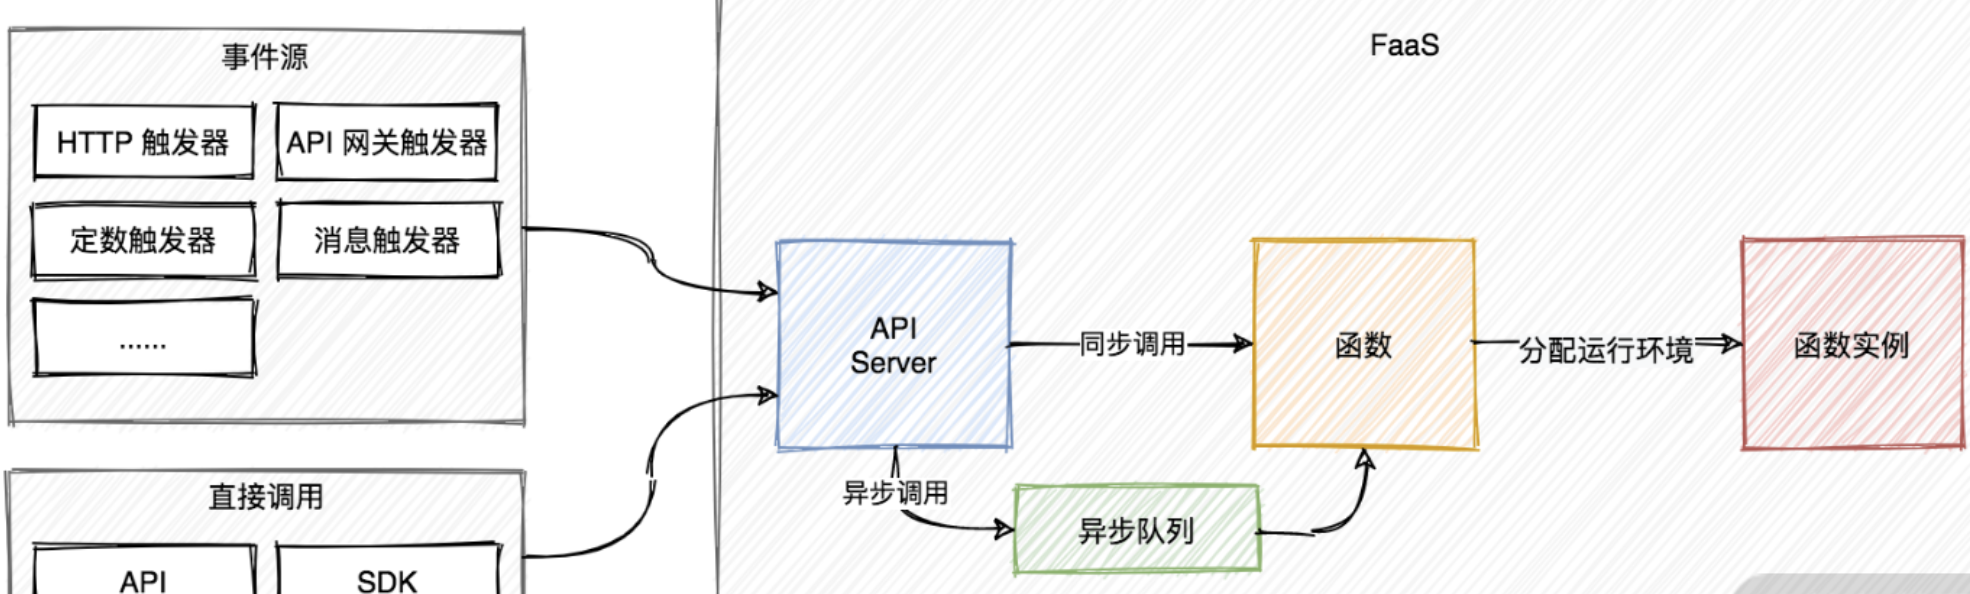 事件源
HTTP 触发器
API 网关触发器
定数触发器
消息触发器
......
直接调用
API
SDK
FaaS
API
Server
同步调用
函数
分配运行环境
函数实例
异步调用
异步队列